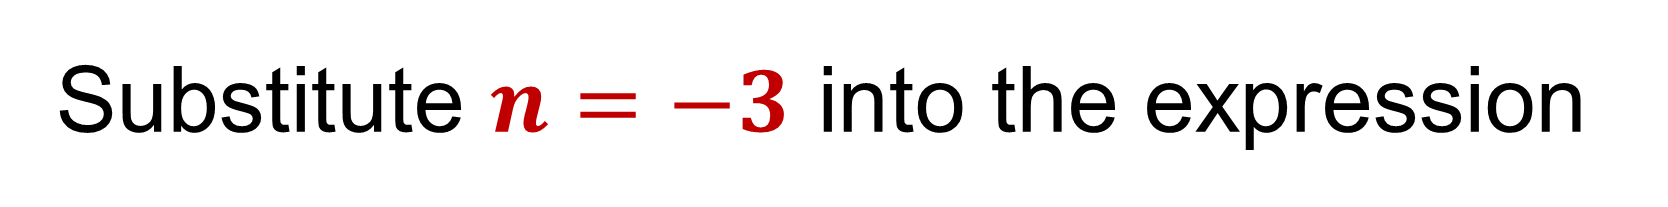 Substitute n = −3 into the expression